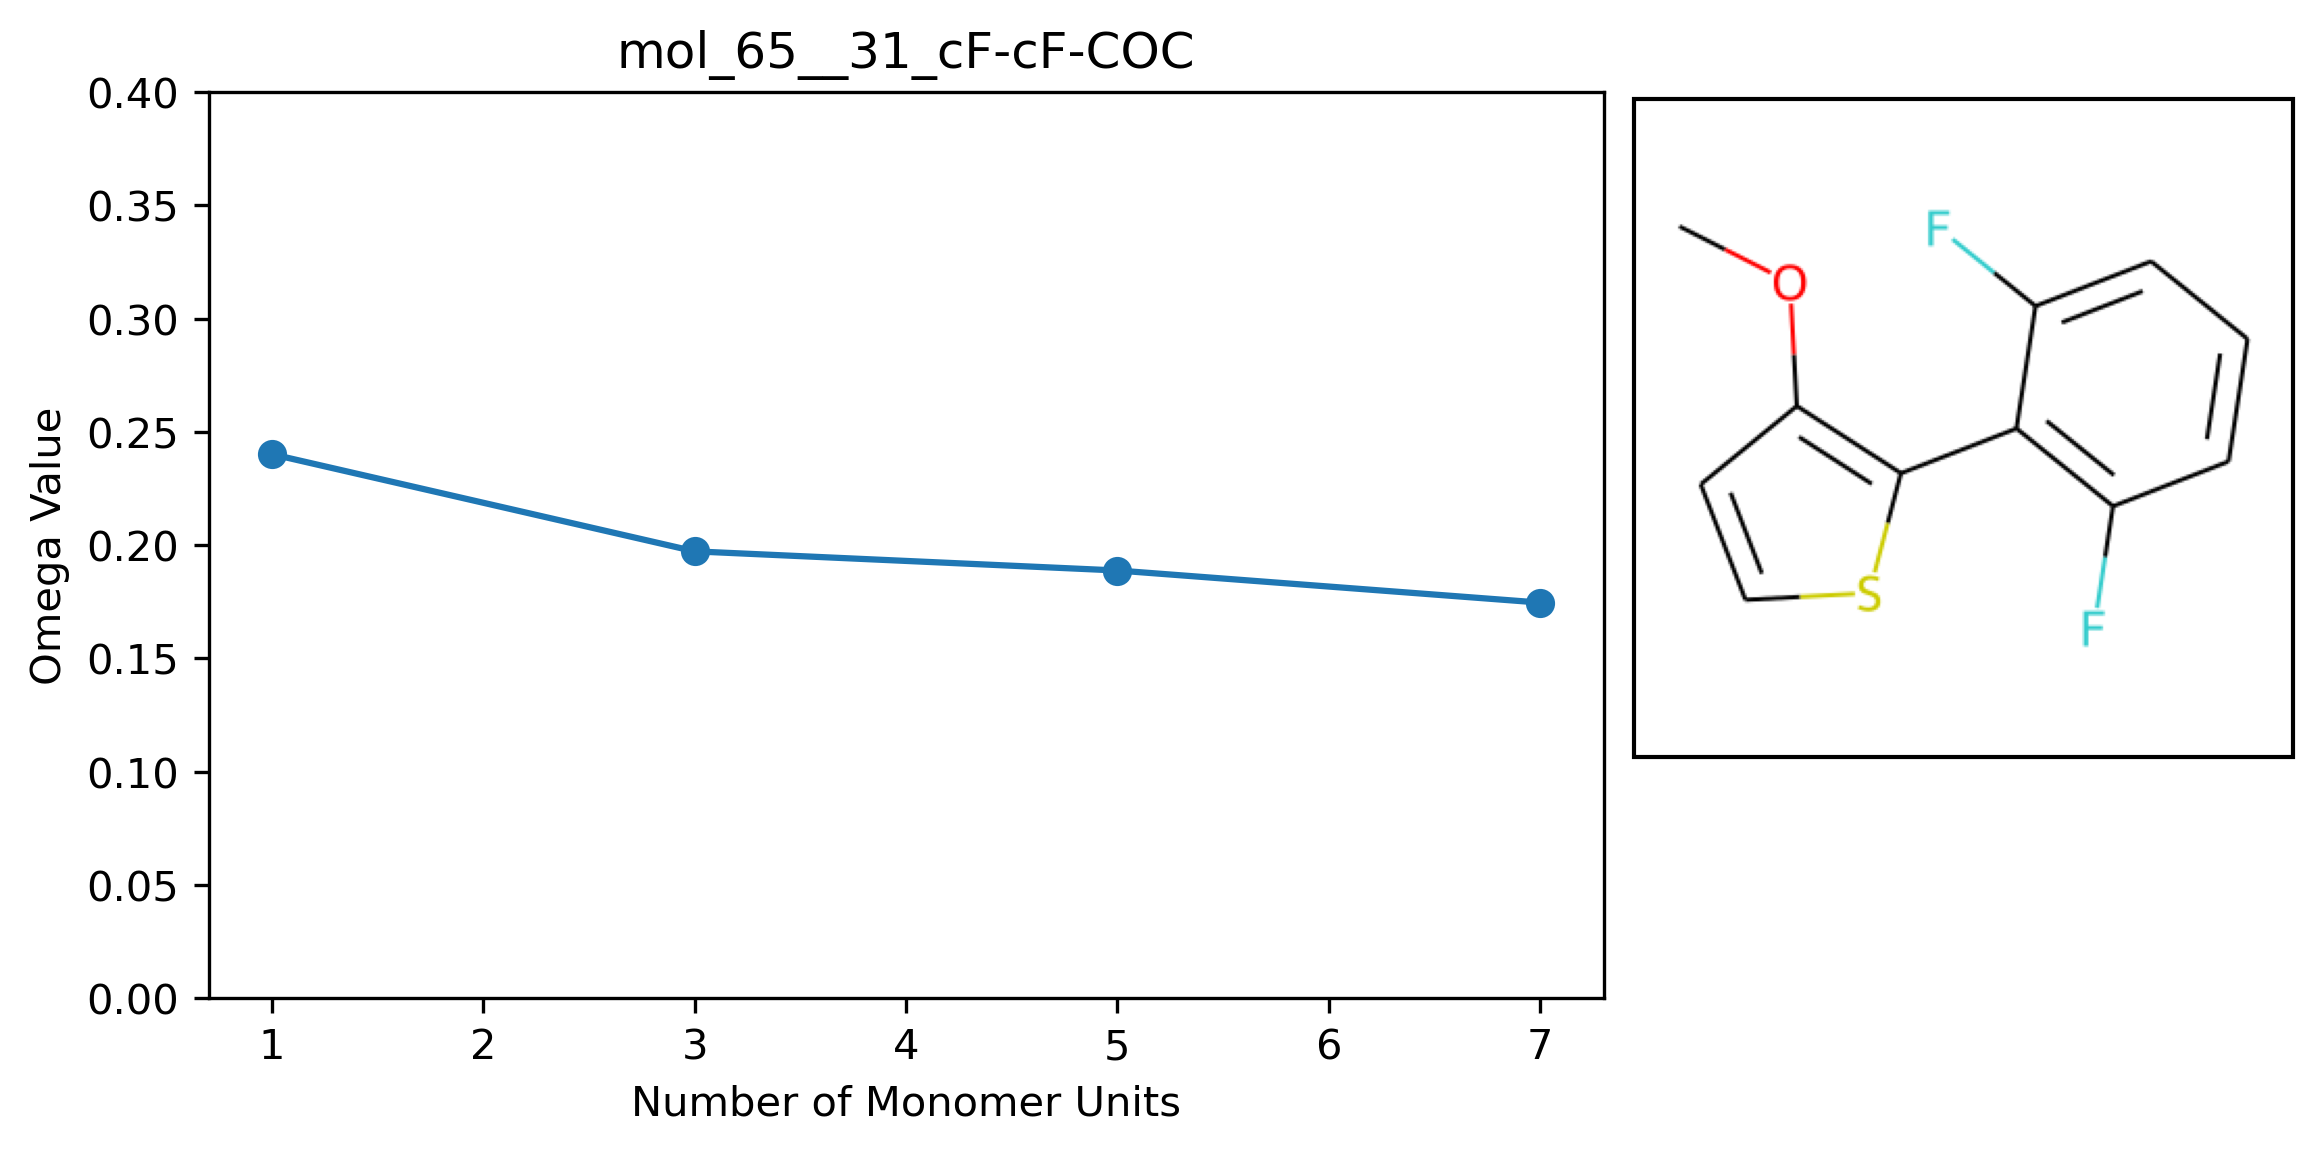 mol_65__31_cF-cF-COC
0.40
0.35
0.30
0.25
0.20
0.15
0.10
0.05
0.00
Omega Value
1 2 3 4 5 6 7
Number of Monomer Units
F
O
S
F